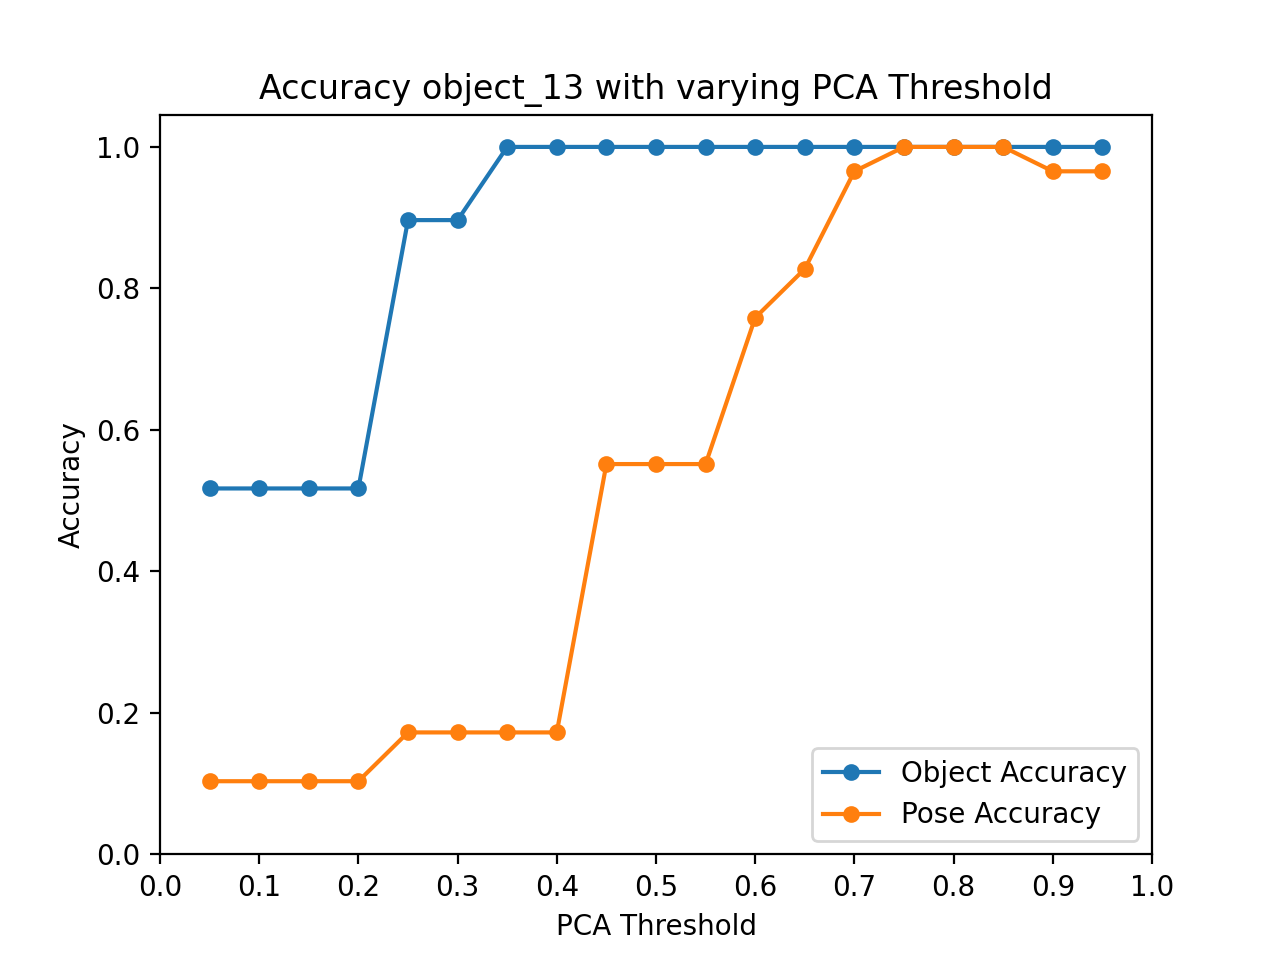 Accuracy object_13 with varying PCA Threshold
1.0
0.8
0.6
0.4
0.2
0.0
Accuracy
Object Accuracy
Pose Accuracy
0.0 0.1 0.2 0.3 0.4 0.5 0.6 0.7 0.8 0.9 1.0
PCA Threshold